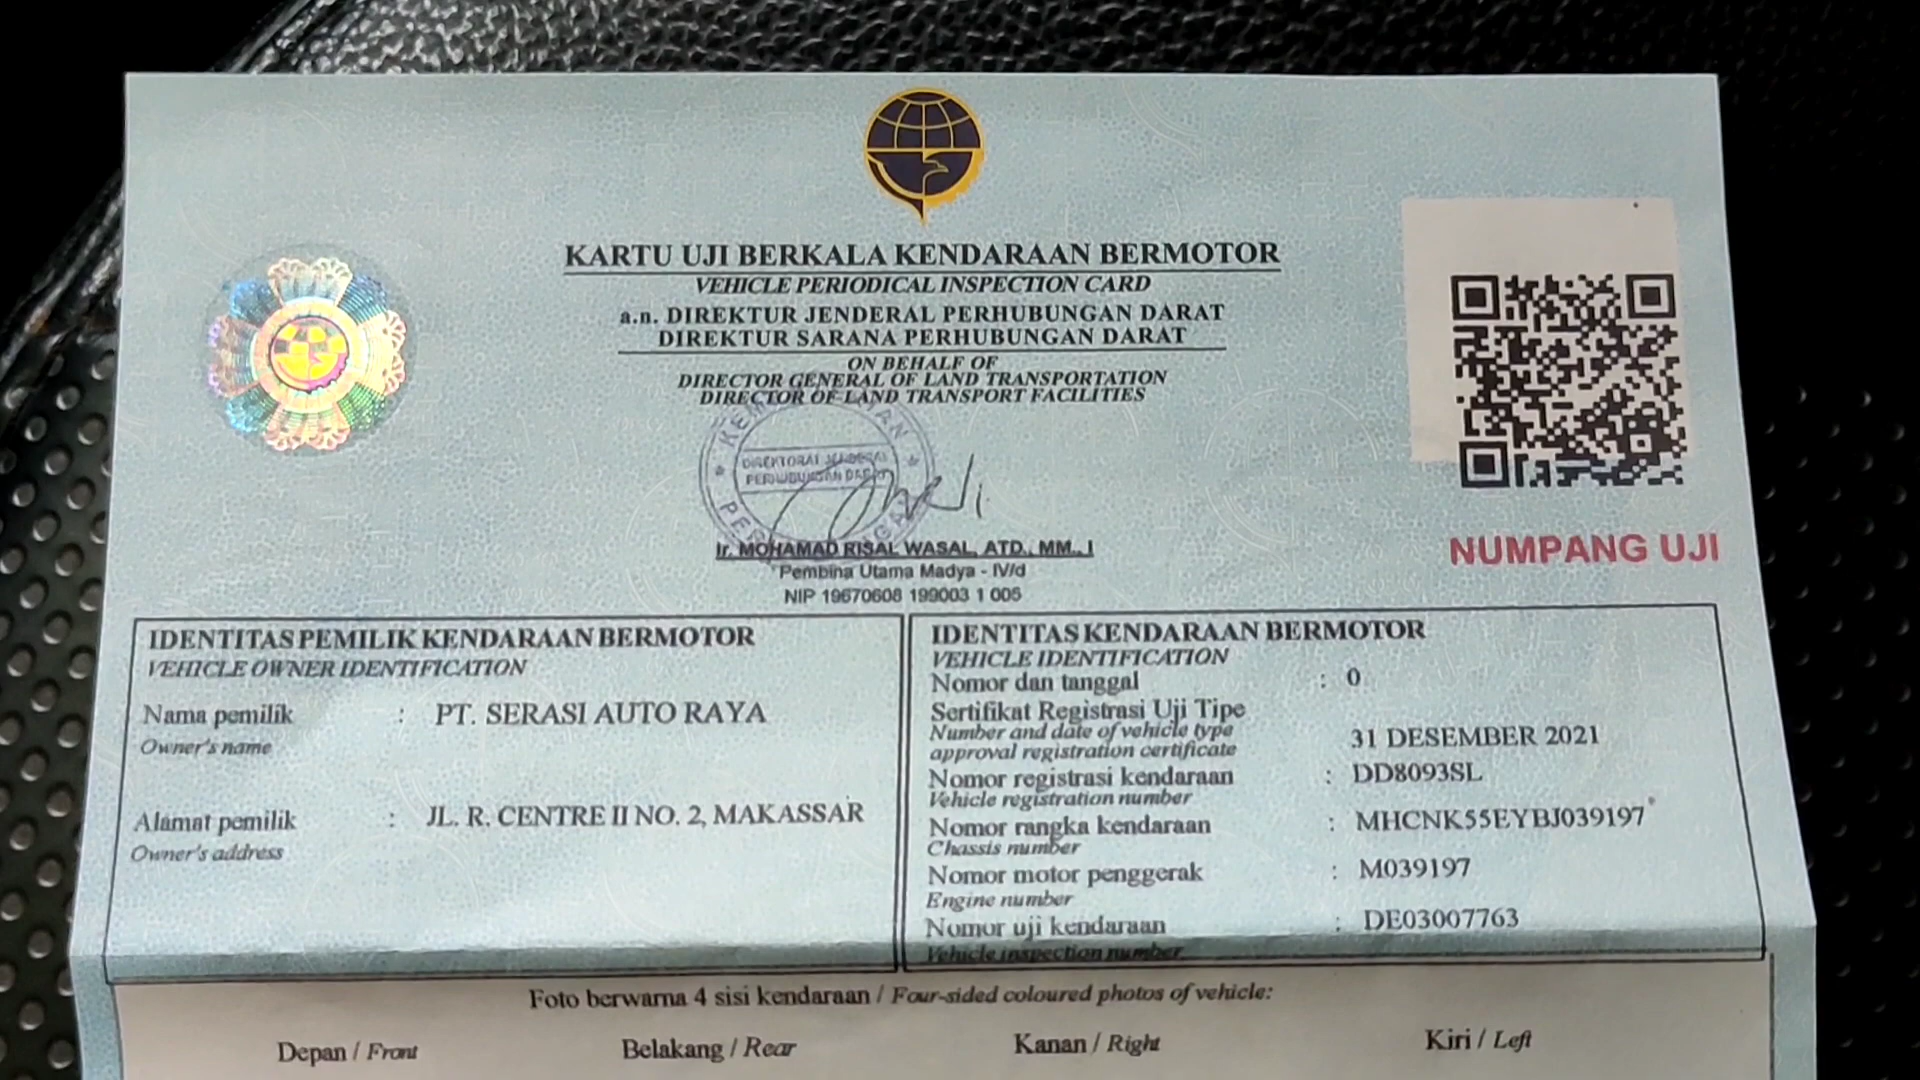 KARTU UJI BERKALA KENDARAAN BERMOTOR
VEHICLE PERIODICAL INSPECTION CARD
a.n. DIREKTUR JENDERAL PERHUBUNGAN DARAT
DIREKTUR SARANA PERHUBUNGAN DARAT
ON BEHALF OF
DIRECTOR GENERAL OF LAND TRANSPORTATION
DIRECTOR OF LAND TRANSPORT FACILITIES
DIREKTORAT JENDERAL
PERHUBUNGAN DARAT
Ir. MOHAMAD RISAL WASAL, ATD., MM., I
Pembina Utama Madya - IV/d
NIP 19670608 199003 1 005
NUMPANG UJI
IDENTITAS PEMILIK KENDARAAN BERMOTOR
VEHICLE OWNER IDENTIFICATION
Nama pemilik : PT. SERASI AUTO RAYA
Owner's name
Alamat pemilik : JL. R. CENTRE II NO. 2, MAKASSAR
Owner's address
IDENTITAS KENDARAAN BERMOTOR
VEHICLE IDENTIFICATION
Nomor dan tanggal : 0
Sertifikat Registrasi Uji Tipe
Number and date of vehicle type
approval registration certificate 31 DESEMBER 2021
Nomor registrasi kendaraan : DD8093SL
Vehicle registration number
Nomor rangka kendaraan : MHCNK55EYBJ039197
Chassis number
Nomor motor penggerak : M039197
Engine number
Nomor uji kendaraan : DE03007763
Vehicle inspection number
Foto berwarna 4 sisi kendaraan / Four-sided coloured photos of vehicle:
Depan / Front Belakang / Rear Kanan / Right Kiri / Left